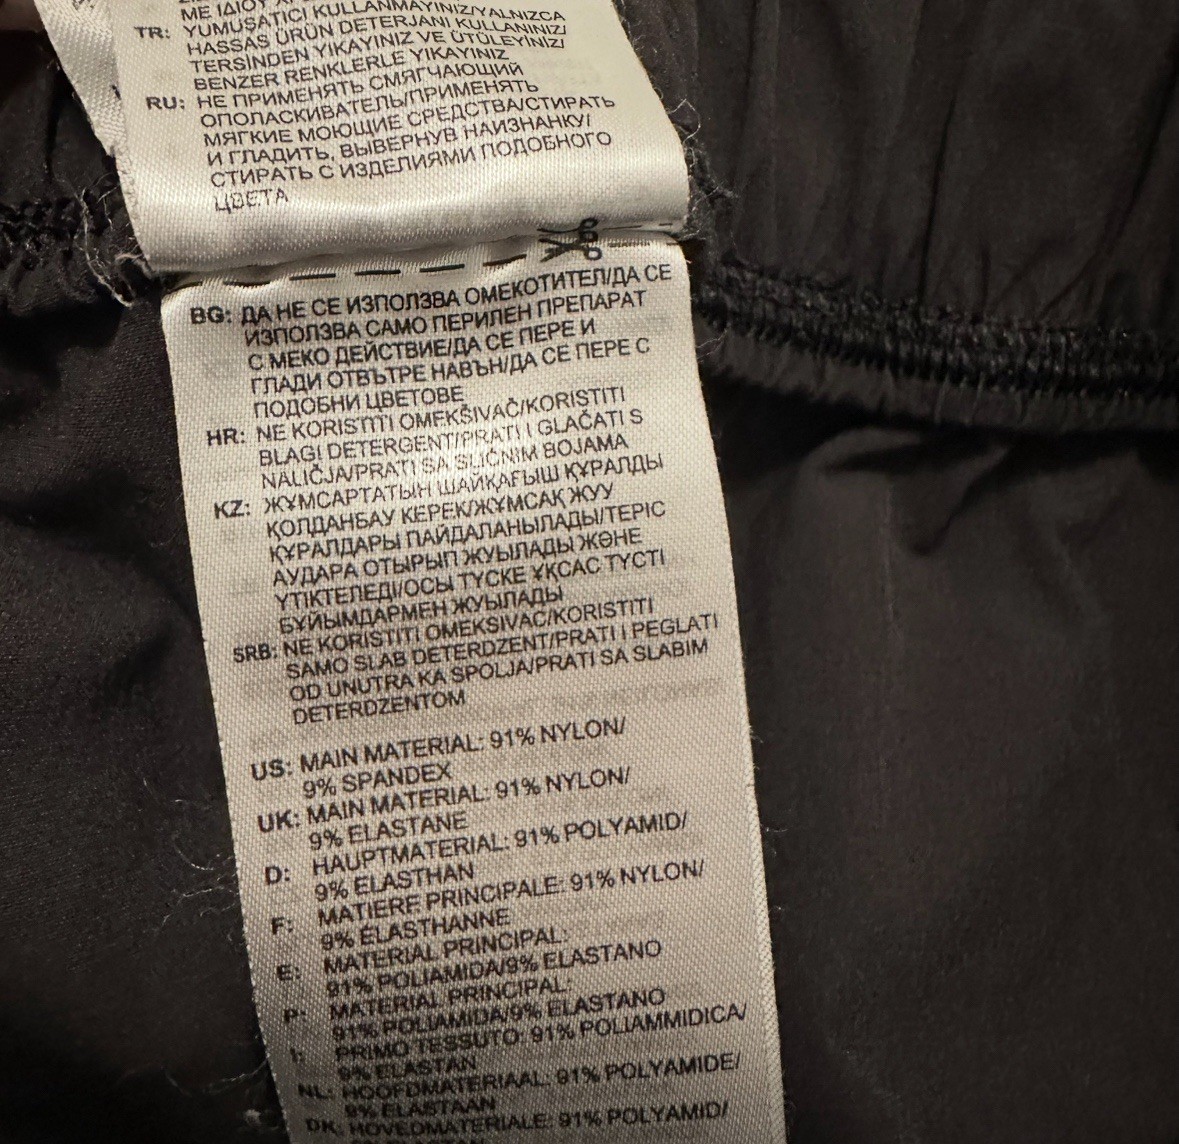 ΜΕ ΙΔΙΟΥ
TR: YUMUŞATICI KULLANMAYINIZ/YALNIZCA
HASSAS ÜRÜN DETERJANI KULLANINIZ/
TERSİNDEN YIKAYINIZ VE ÜTÜLEYİNİZ/
BENZER RENKLERLE YIKAYINIZ
RU: НЕ ПРИМЕНЯТЬ СМЯГЧАЮЩИЙ
ОПОЛАСКИВАТЕЛЬ/ПРИМЕНЯТЬ
МЯГКИЕ МОЮЩИЕ СРЕДСТВА/СТИРАТЬ
И ГЛАДИТЬ, ВЫВЕРНУВ НАИЗНАНКУ/
СТИРАТЬ С ИЗДЕЛИЯМИ ПОДОБНОГО
ЦВЕТА
BG: ДА НЕ СЕ ИЗПОЛЗВА ОМЕКОТИТЕЛ/ДА СЕ
ИЗПОЛЗВА САМО ПЕРИЛЕН ПРЕПАРАТ
С МЕКО ДЕЙСТВИЕ/ДА СЕ ПЕРЕ И
ГЛАДИ ОТВЪТРЕ НАВЪН/ДА СЕ ПЕРЕ С
ПОДОБНИ ЦВЕТОВЕ
HR: NE KORISTITI OMEKŠIVAČ/KORISTITI
BLAGI DETERGENT/PRATI I GLAČATI S
NALIČJA/PRATI SA SLIČNIM BOJAMA
KZ: ЖҰМСАРТАТЫН ШАЙҚАҒЫШ ҚҰРАЛДЫ
ҚОЛДАНБАУ КЕРЕК/ЖҰМСАҚ ЖУУ
ҚҰРАЛДАРЫ ПАЙДАЛАНЫЛАДЫ/ТЕРІС
АУДАРА ОТЫРЫП ЖУЫЛАДЫ ЖӘНЕ
ҮТІКТЕЛЕДІ/ОСЫ ТҮСКЕ ҰҚСАС ТҮСТІ
БҰЙЫМДАРМЕН ЖУЫЛАДЫ
SRB: NE KORISTITI OMEKSIVAC/KORISTITI
SAMO SLAB DETERDZENT/PRATI I PEGLATI
OD UNUTRA KA SPOLJA/PRATI SA SLABIM
DETERDZENTOM
US: MAIN MATERIAL: 91% NYLON/
9% SPANDEX
UK: MAIN MATERIAL: 91% NYLON/
9% ELASTANE
D: HAUPTMATERIAL: 91% POLYAMID/
9% ELASTHAN
F: MATIERE PRINCIPALE: 91% NYLON/
9% ELASTHANNE
E: MATERIAL PRINCIPAL:
91% POLIAMIDA/9% ELASTANO
P: MATERIAL PRINCIPAL:
91% POLIAMIDA/9% ELASTANO
I: PRIMO TESSUTO: 91% POLIAMMIDICA/
9% ELASTAN
NL: HOOFDMATERIAAL: 91% POLYAMIDE/
9% ELASTAAN
DK: HOVEDMATERIALE: 91% POLYAMID/